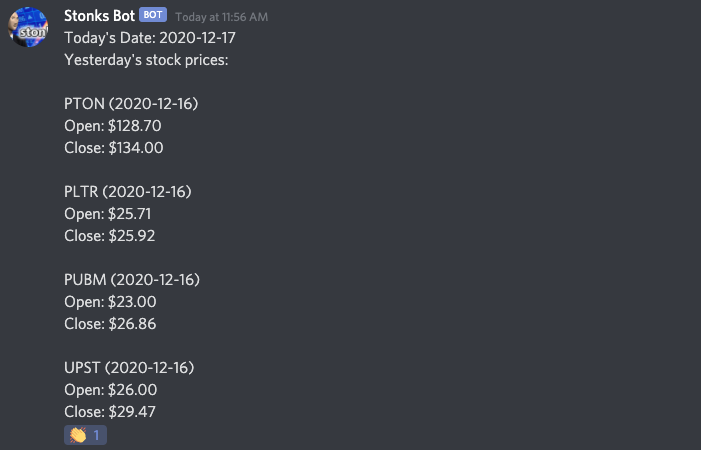 ston
Stonks Bot BOT Today at 11:56 AM
Today's Date: 2020-12-17
Yesterday's stock prices:
PTON (2020-12-16)
Open: $128.70
Close: $134.00
PLTR (2020-12-16)
Open: $25.71
Close: $25.92
PUBM (2020-12-16)
Open: $23.00
Close: $26.86
UPST (2020-12-16)
Open: $26.00
Close: $29.47
👏 1